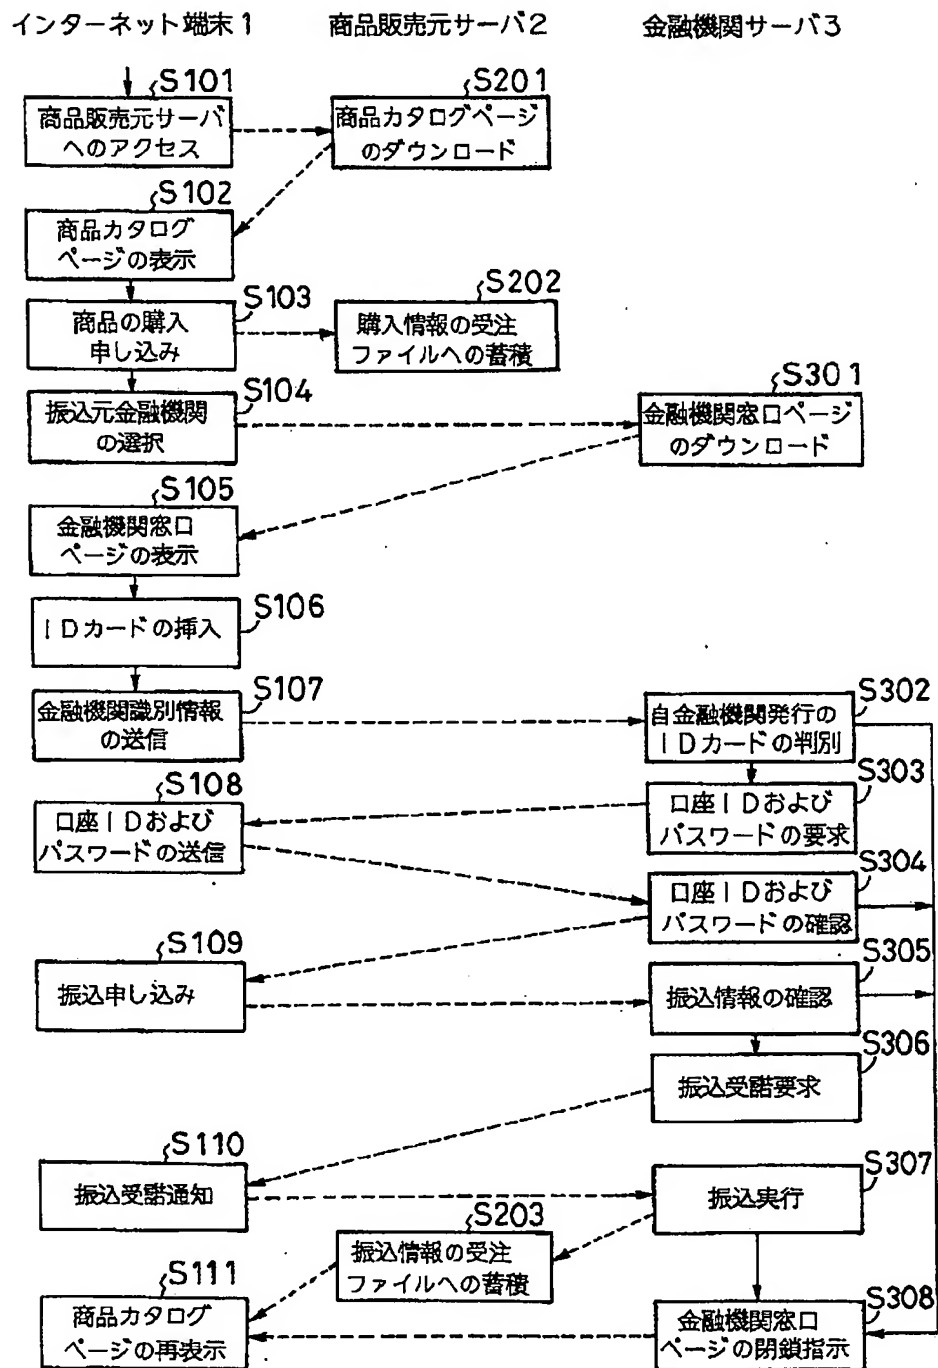 インターネット端末1 商品販売元サーバ2 金融機関サーバ3
S101
商品販売元サーバ
へのアクセス
S201
商品カタログページ
のダウンロード
S102
商品カタログ
ページの表示
S103
商品の購入
申し込み
S202
購入情報の受注
ファイルへの蓄積
S104
振込元金融機関
の選択
S301
金融機関窓口ページ
のダウンロード
S105
金融機関窓口
ページの表示
S106
IDカードの挿入
S107
金融機関識別情報
の送信
S302
自金融機関発行の
IDカードの判別
S303
口座IDおよび
パスワードの要求
S108
口座IDおよび
パスワードの送信
S304
口座IDおよび
パスワードの確認
S109
振込申し込み
S305
振込情報の確認
S306
振込受諾要求
S110
振込受諾通知
S307
振込実行
S203
振込情報の受注
ファイルへの蓄積
S111
商品カタログ
ページの再表示
S308
金融機関窓口
ページの閉鎖指示